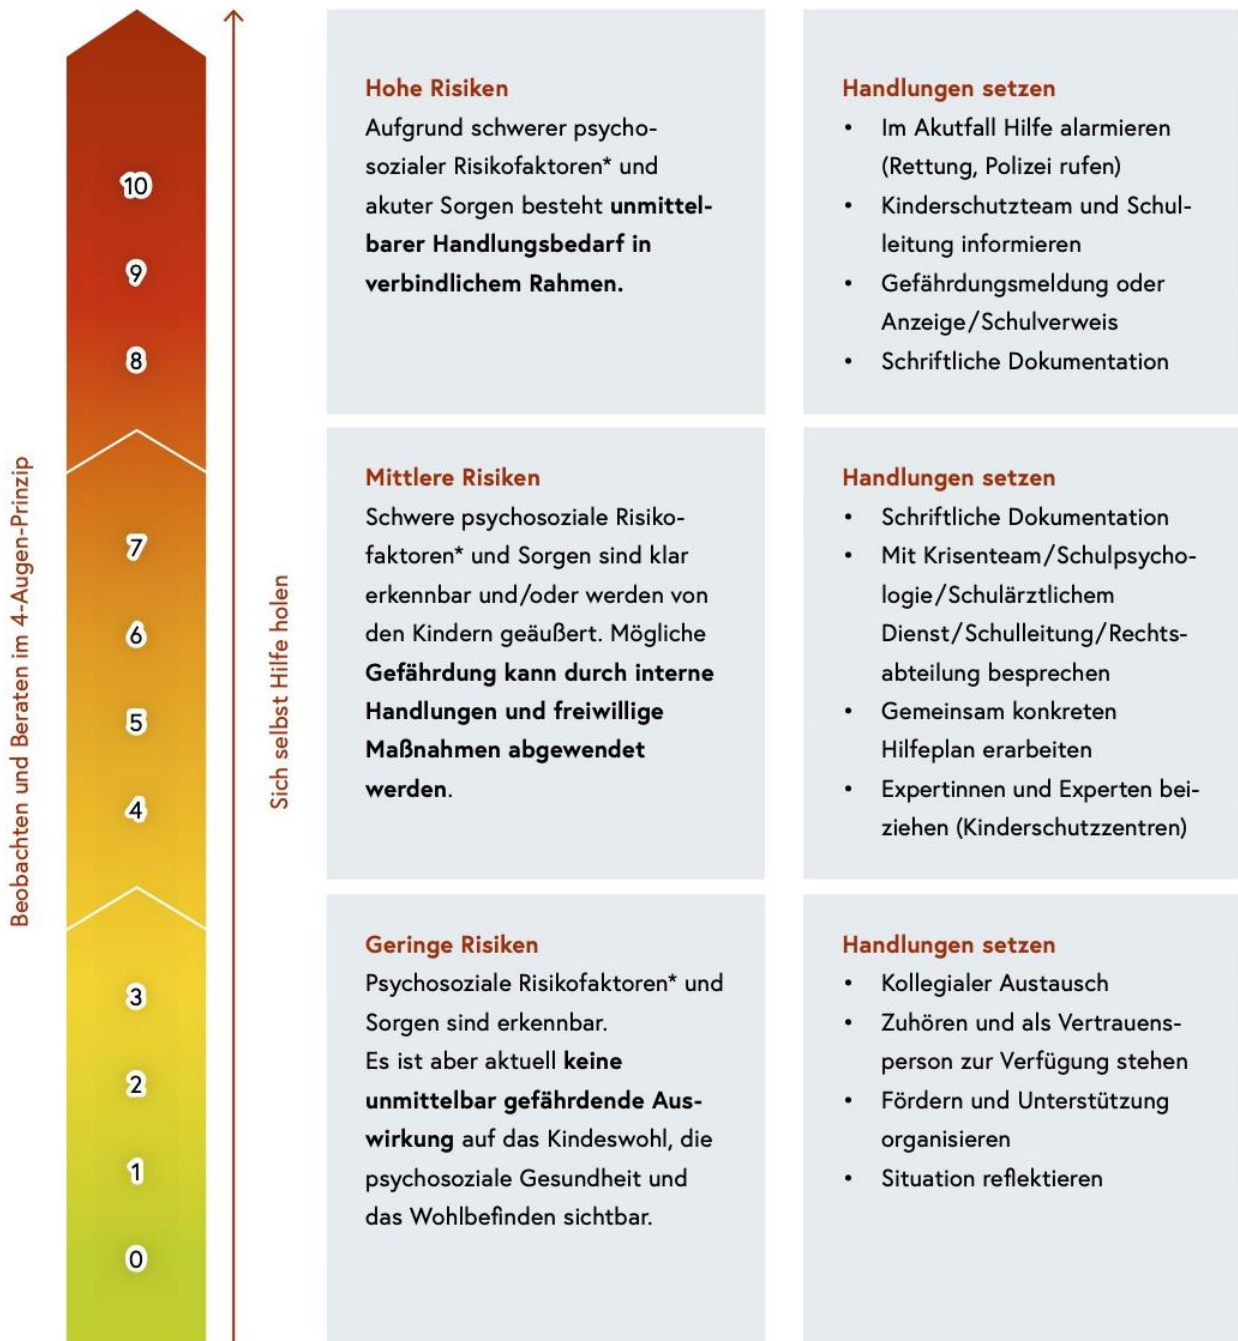 Beobachten und Beraten im 4-Augen-Prinzip
10
9
8
7
6
5
4
3
2
1
0
Sich selbst Hilfe holen
Hohe Risiken
Aufgrund schwerer psycho-
sozialer Risikofaktoren* und
akuter Sorgen besteht unmittel-
barer Handlungsbedarf in
verbindlichem Rahmen.
Handlungen setzen
• Im Akutfall Hilfe alarmieren
(Rettung, Polizei rufen)
• Kinderschutzteam und Schul-
leitung informieren
• Gefährdungsmeldung oder
Anzeige/Schulverweis
• Schriftliche Dokumentation
Mittlere Risiken
Schwere psychosoziale Risiko-
faktoren* und Sorgen sind klar
erkennbar und/oder werden von
den Kindern geäußert. Mögliche
Gefährdung kann durch interne
Handlungen und freiwillige
Maßnahmen abgewendet
werden.
Handlungen setzen
• Schriftliche Dokumentation
• Mit Krisenteam/Schulpsycho-
logie/Schulärztlichem
Dienst/Schulleitung/Rechts-
abteilung besprechen
• Gemeinsam konkreten
Hilfeplan erarbeiten
• Expertinnen und Experten bei-
ziehen (Kinderschutzzentren)
Geringe Risiken
Psychosoziale Risikofaktoren* und
Sorgen sind erkennbar.
Es ist aber aktuell keine
unmittelbar gefährdende Aus-
wirkung auf das Kindeswohl, die
psychosoziale Gesundheit und
das Wohlbefinden sichtbar.
Handlungen setzen
• Kollegialer Austausch
• Zuhören und als Vertrauens-
person zur Verfügung stehen
• Fördern und Unterstützung
organisieren
• Situation reflektieren